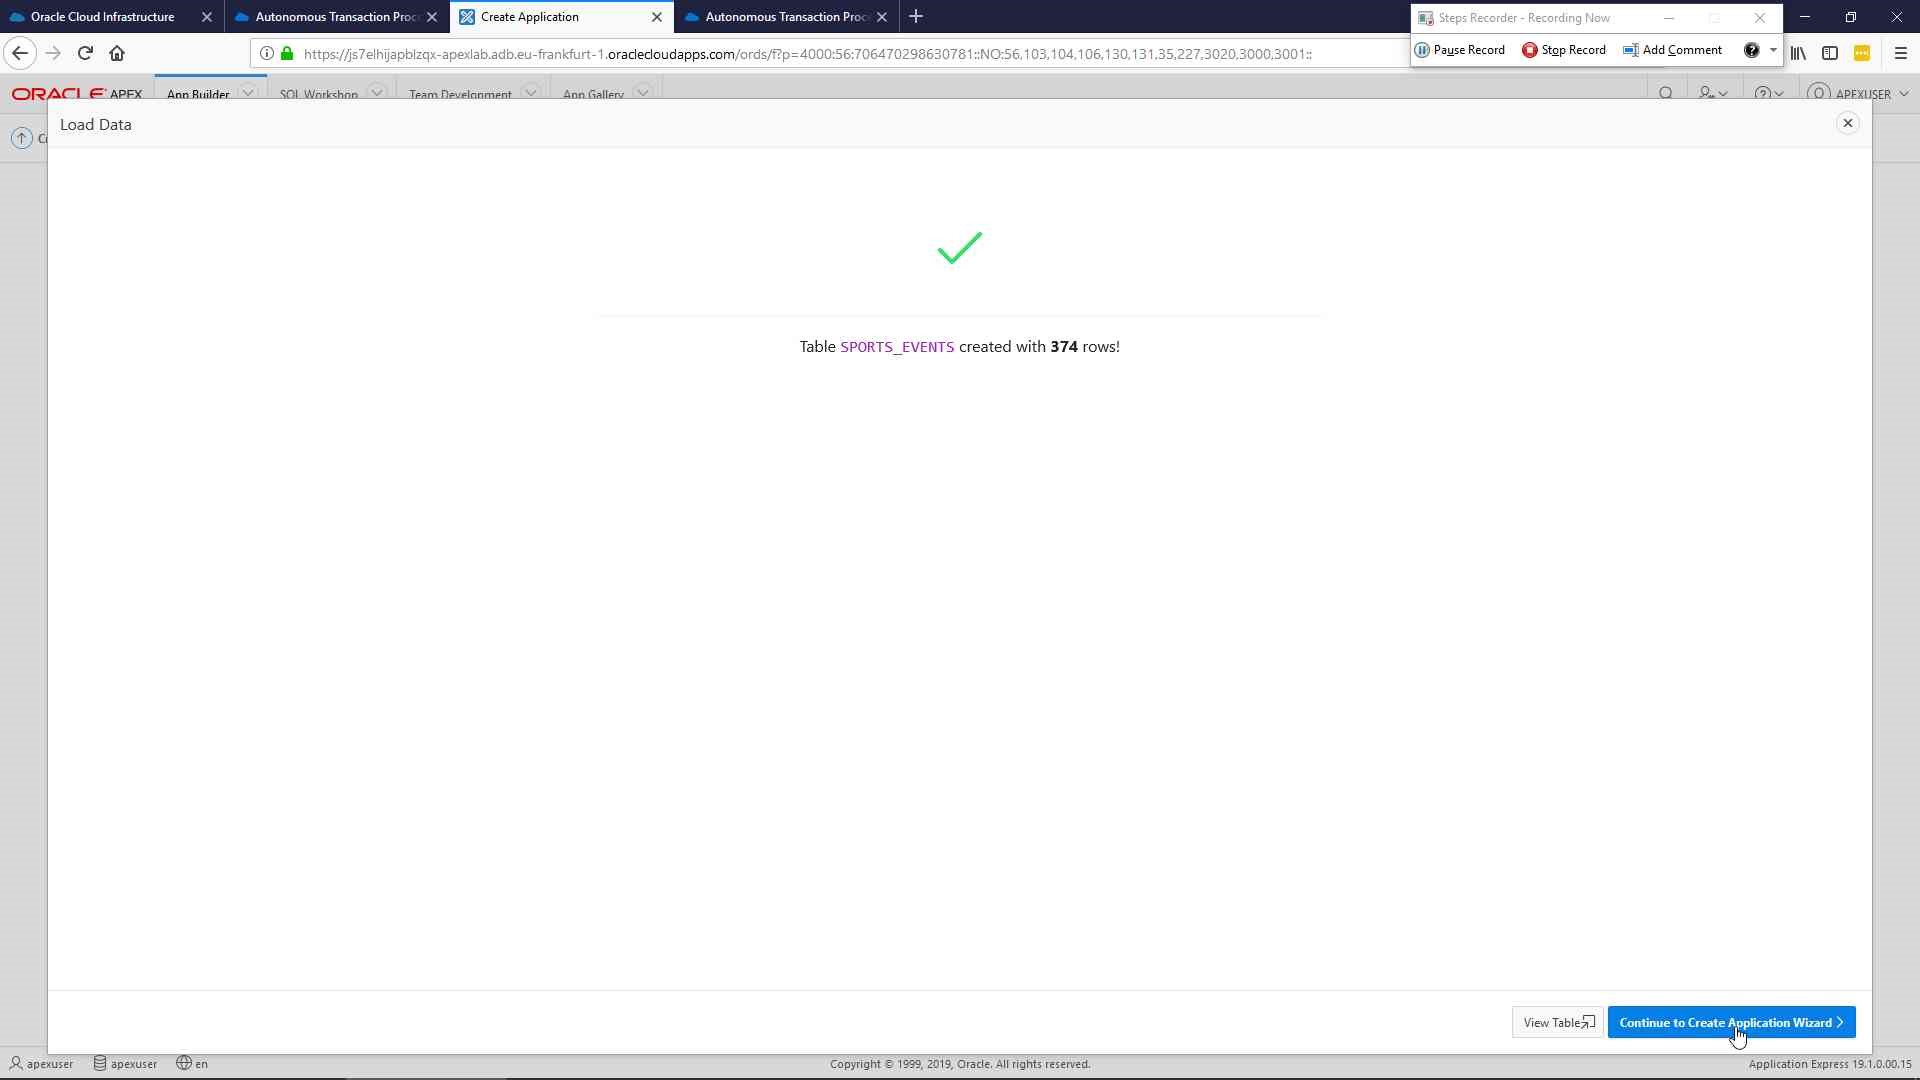 Oracle Cloud Infrastructure
Autonomous Transaction Proc
Create Application
Autonomous Transaction Proc
Steps Recorder - Recording Now
https://js7elhijapblzqx-apexlab.adb.eu-frankfurt-1.oraclecloudapps.com/ords/f?p=4000:56:706470298630781::NO:56,103,104,106,130,131,35,227,3020,3000,3001::
Pause Record
Stop Record
Add Comment
ORACLE APEX
App Builder
SQL Workshop
Team Development
App Gallery
APEXUSER
Load Data
Table SPORTS_EVENTS created with 374 rows!
View Table
Continue to Create Application Wizard
apexuser
apexuser
en
Copyright © 1999, 2019, Oracle. All rights reserved.
Application Express 19.1.0.00.15